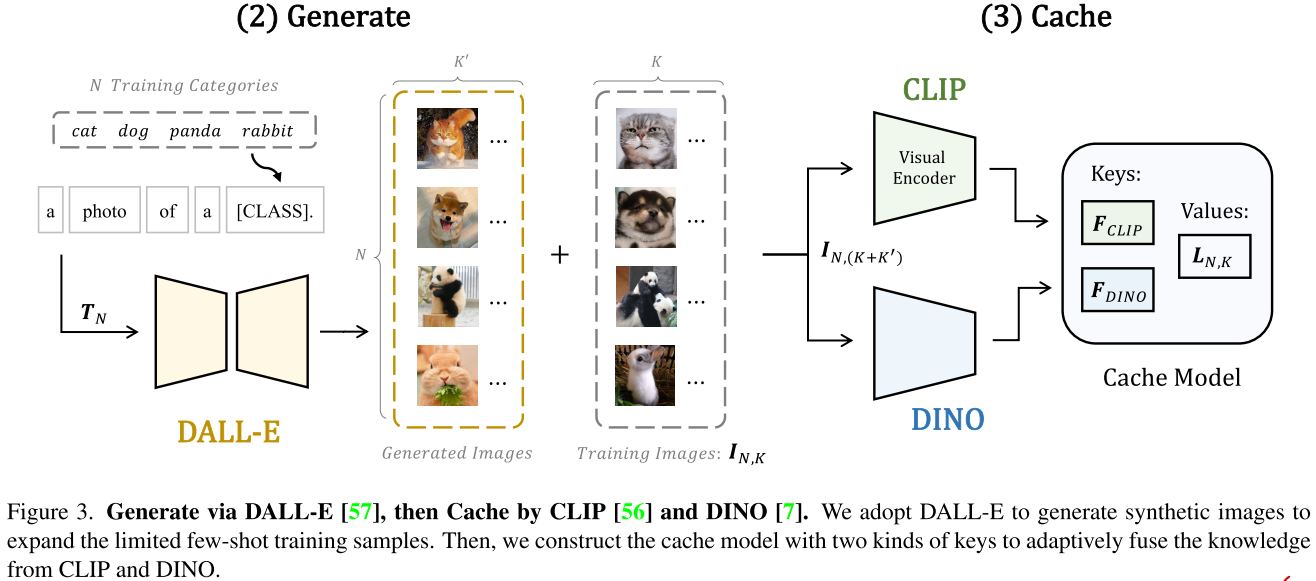 (2) Generate
(3) Cache
N Training Categories
cat dog panda rabbit
a photo of a [CLASS].
T_N
DALL-E
K′
N
...
...
...
...
Generated Images
+
K
...
...
...
...
Training Images: I_{N,K}
I_{N,(K+K′)}
CLIP
Visual
Encoder
DINO
Keys:
F_{CLIP}
F_{DINO}
Values:
L_{N,K}
Cache Model
Figure 3. Generate via DALL-E [57], then Cache by CLIP [56] and DINO [7]. We adopt DALL-E to generate synthetic images to
expand the limited few-shot training samples. Then, we construct the cache model with two kinds of keys to adaptively fuse the knowledge
from CLIP and DINO.